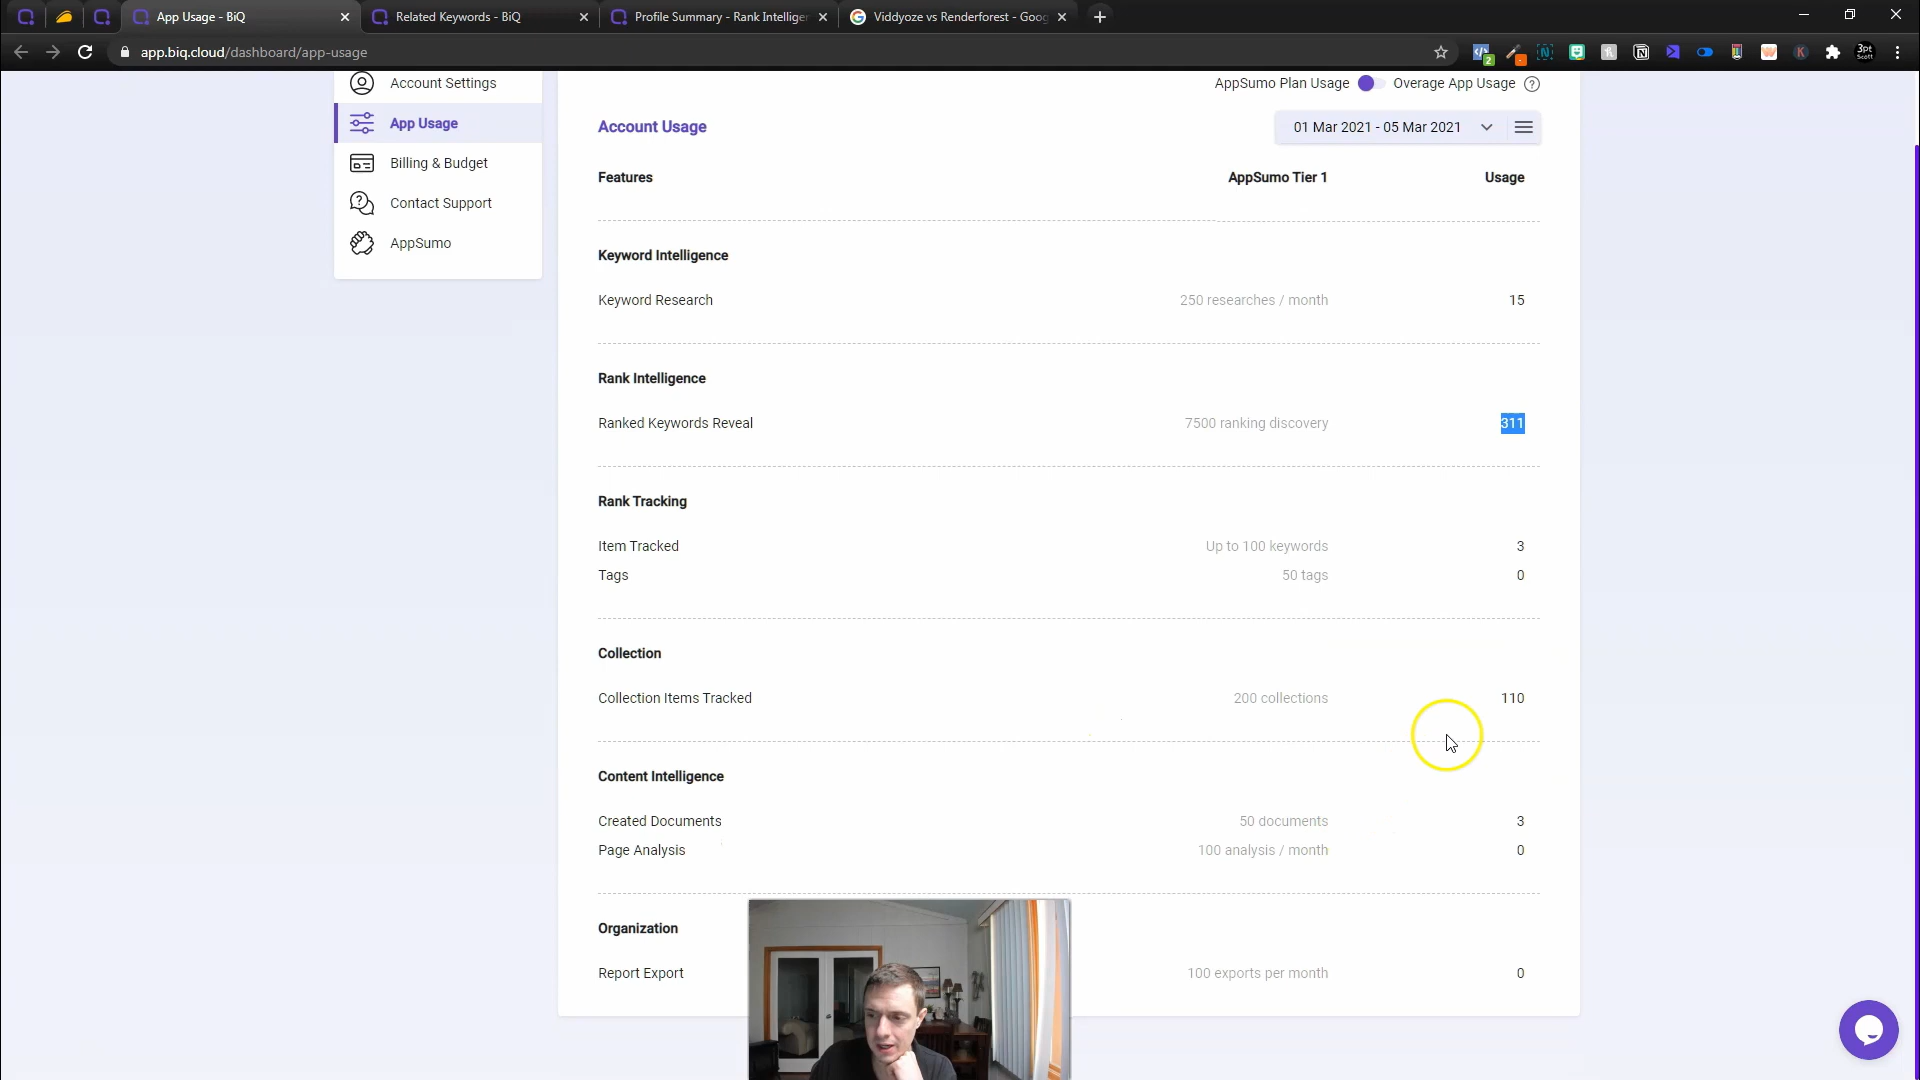 App Usage - BiQ
Related Keywords - BiQ
Profile Summary - Rank Intelliger
Viddyoze vs Renderforest - Goog
app.biq.cloud/dashboard/app-usage
2
3pt
Scott
Account Settings
App Usage
Billing & Budget
Contact Support
AppSumo
AppSumo Plan Usage Overage App Usage ?
Account Usage
01 Mar 2021 - 05 Mar 2021
Features AppSumo Tier 1 Usage
Keyword Intelligence
Keyword Research 250 researches / month 15
Rank Intelligence
Ranked Keywords Reveal 7500 ranking discovery 311
Rank Tracking
Item Tracked Up to 100 keywords 3
Tags 50 tags 0
Collection
Collection Items Tracked 200 collections 110
Content Intelligence
Created Documents 50 documents 3
Page Analysis 100 analysis / month 0
Organization
Report Export 100 exports per month 0